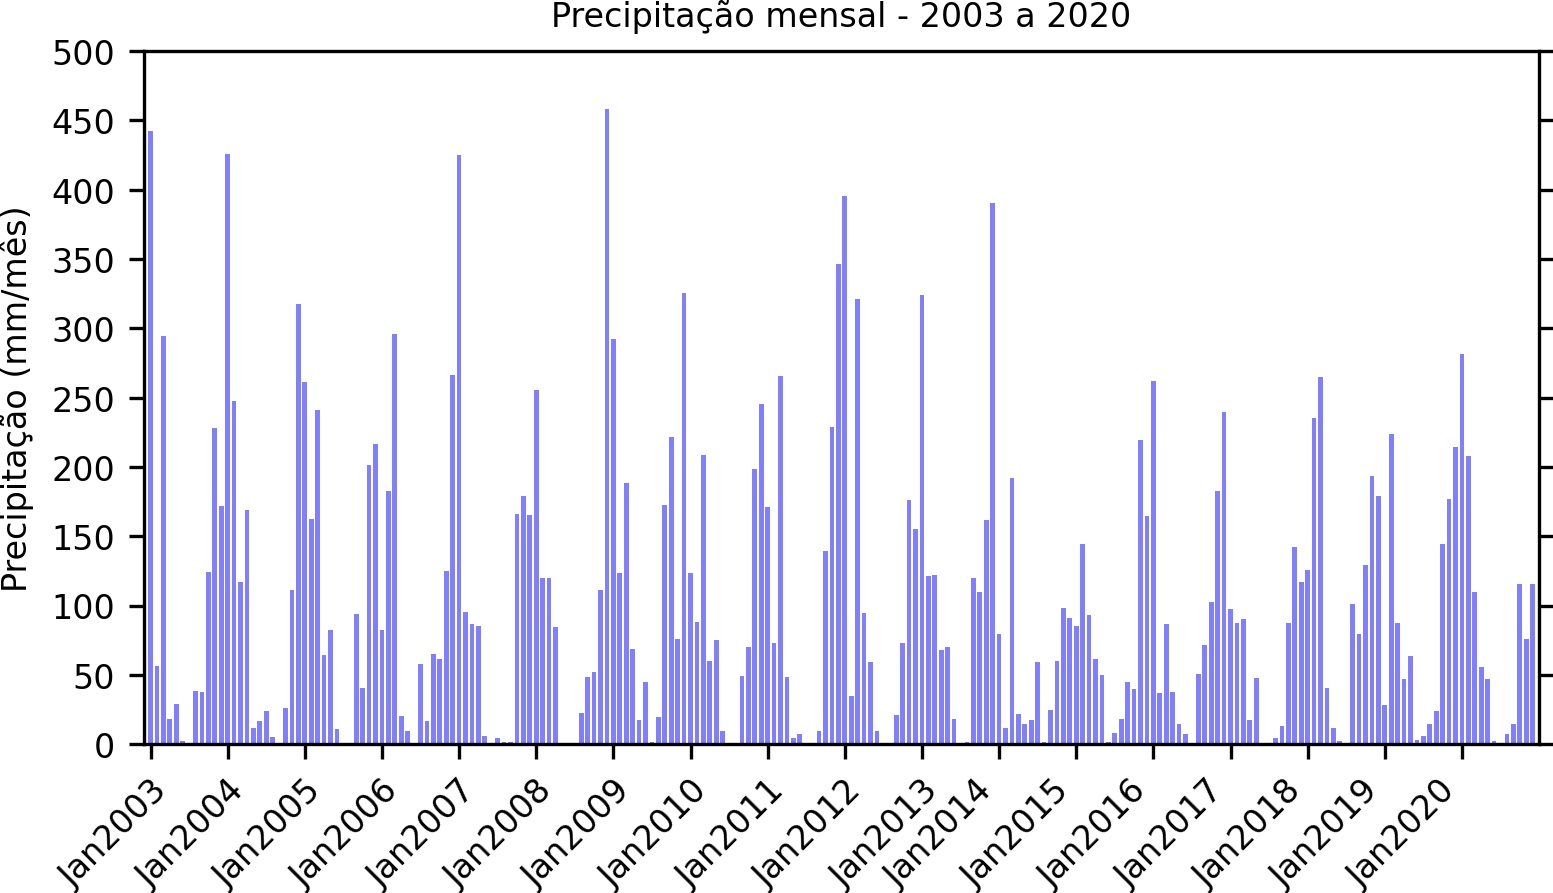 Precipitação mensal - 2003 a 2020
Precipitação (mm/mês)
500
450
400
350
300
250
200
150
100
50
0
Jan2003
Jan2004
Jan2005
Jan2006
Jan2007
Jan2008
Jan2009
Jan2010
Jan2011
Jan2012
Jan2013
Jan2014
Jan2015
Jan2016
Jan2017
Jan2018
Jan2019
Jan2020